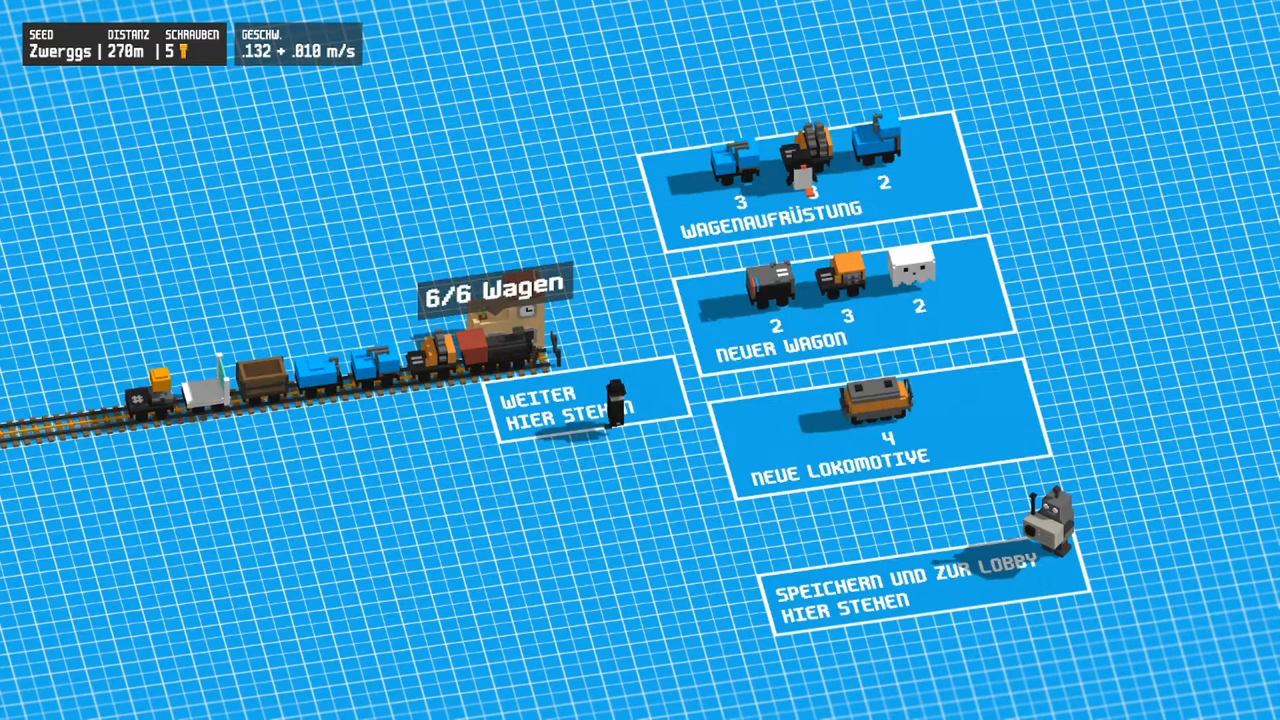 SEED DISTANZ SCHRAUBEN
Zwerggs | 270m | 5
GESCHW.
.132 + .010 m/s
6/6 Wagen
WEITER
HIER STEHEN
3 3 2
WAGENAUFRÜSTUNG
2 3 2
NEUER WAGON
4
NEUE LOKOMOTIVE
SPEICHERN UND ZUR LOBBY
HIER STEHEN